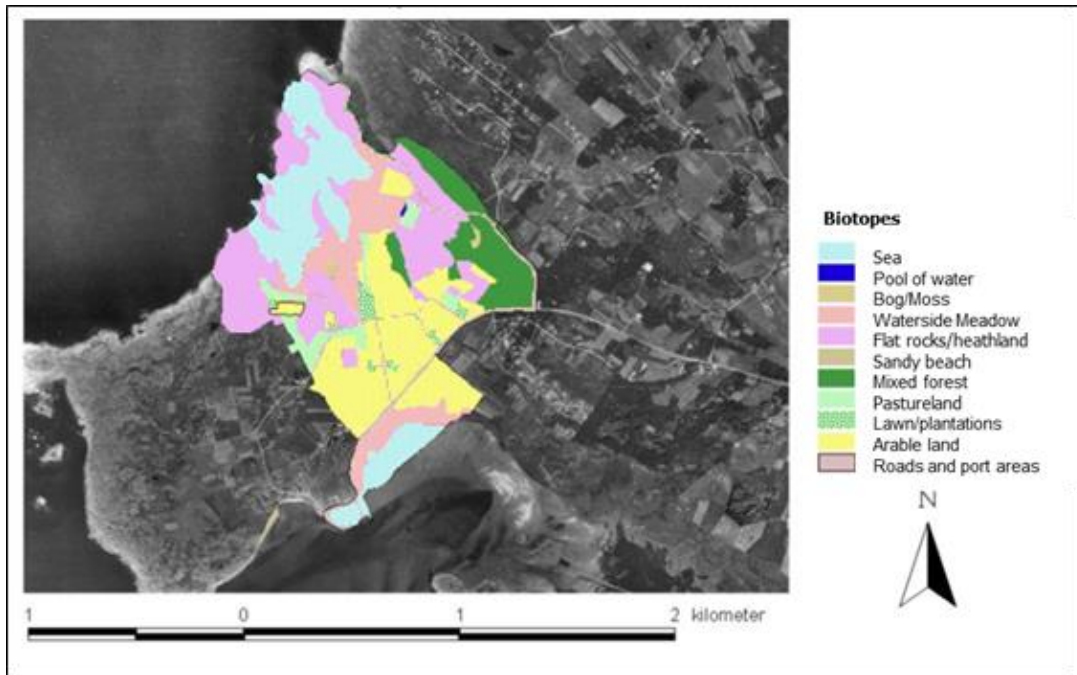 Biotopes
Sea
Pool of water
Bog/Moss
Waterside Meadow
Flat rocks/heathland
Sandy beach
Mixed forest
Pastureland
Lawn/plantations
Arable land
Roads and port areas
N
1 0 1 2 kilometer